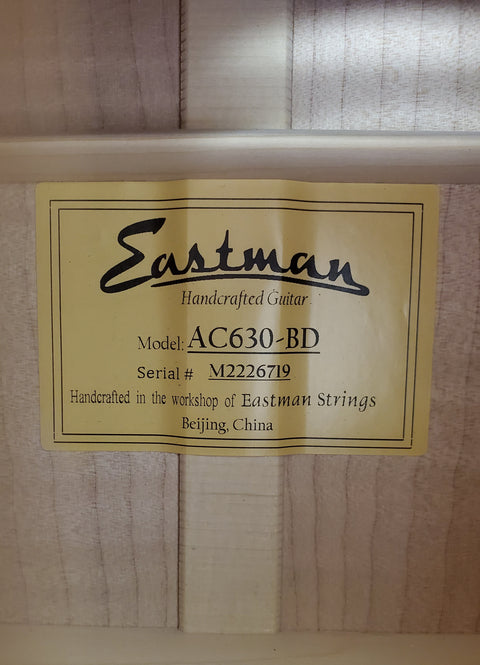 Eastman
Handcrafted Guitar
Model: AC630-BD
Serial # M2226719
Handcrafted in the workshop of Eastman Strings
Beijing, China